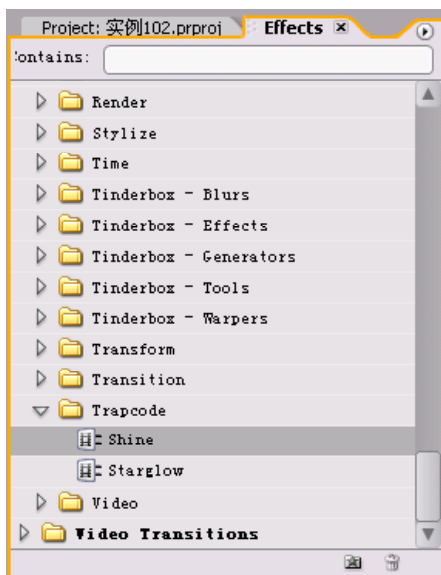 Project: 实例102.prproj Effects
Contains:
Render
Stylize
Time
Tinderbox - Blurs
Tinderbox - Effects
Tinderbox - Generators
Tinderbox - Tools
Tinderbox - Warpers
Transform
Transition
Trapcode
Shine
Starglow
Video
Video Transitions